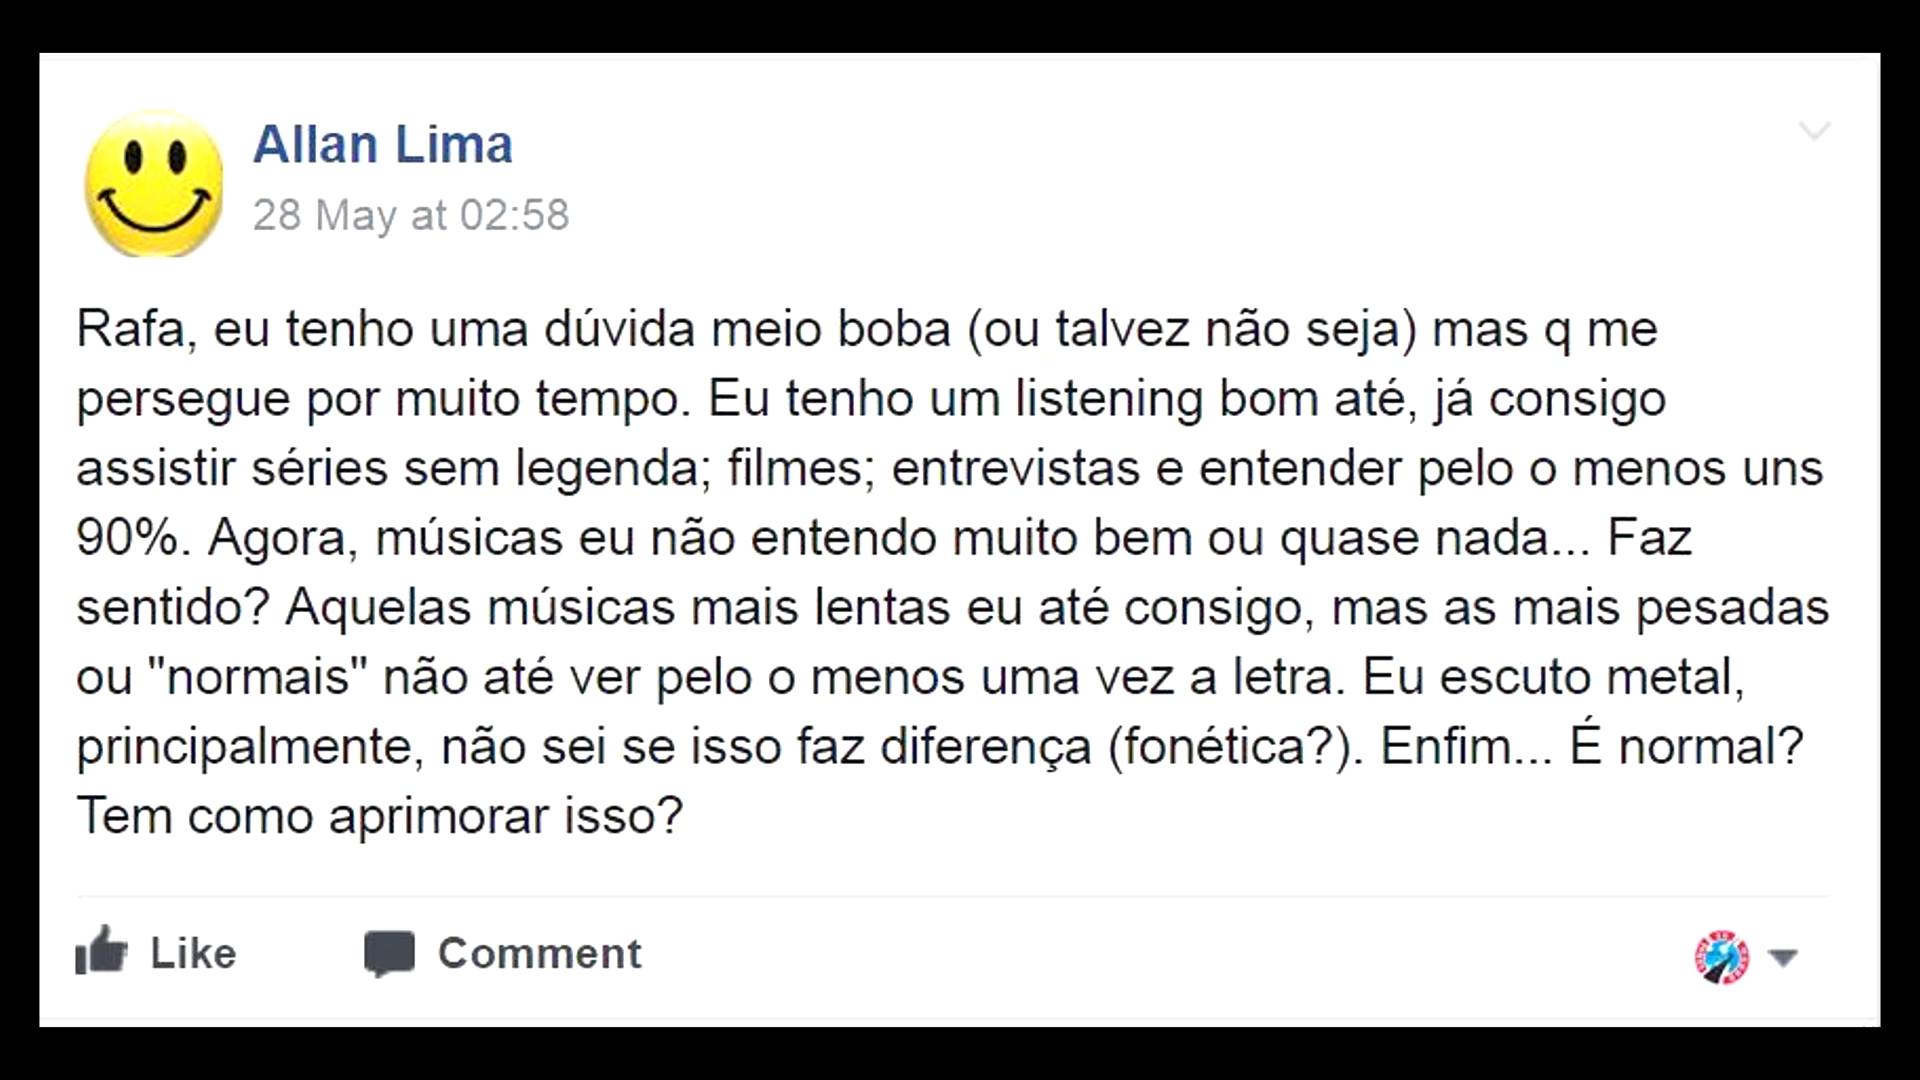 Allan Lima
28 May at 02:58
Rafa, eu tenho uma dúvida meio boba (ou talvez não seja) mas q me
persegue por muito tempo. Eu tenho um listening bom até, já consigo
assistir séries sem legenda; filmes; entrevistas e entender pelo o menos uns
90%. Agora, músicas eu não entendo muito bem ou quase nada... Faz
sentido? Aquelas músicas mais lentas eu até consigo, mas as mais pesadas
ou "normais" não até ver pelo o menos uma vez a letra. Eu escuto metal,
principalmente, não sei se isso faz diferença (fonética?). Enfim... É normal?
Tem como aprimorar isso?
Like Comment